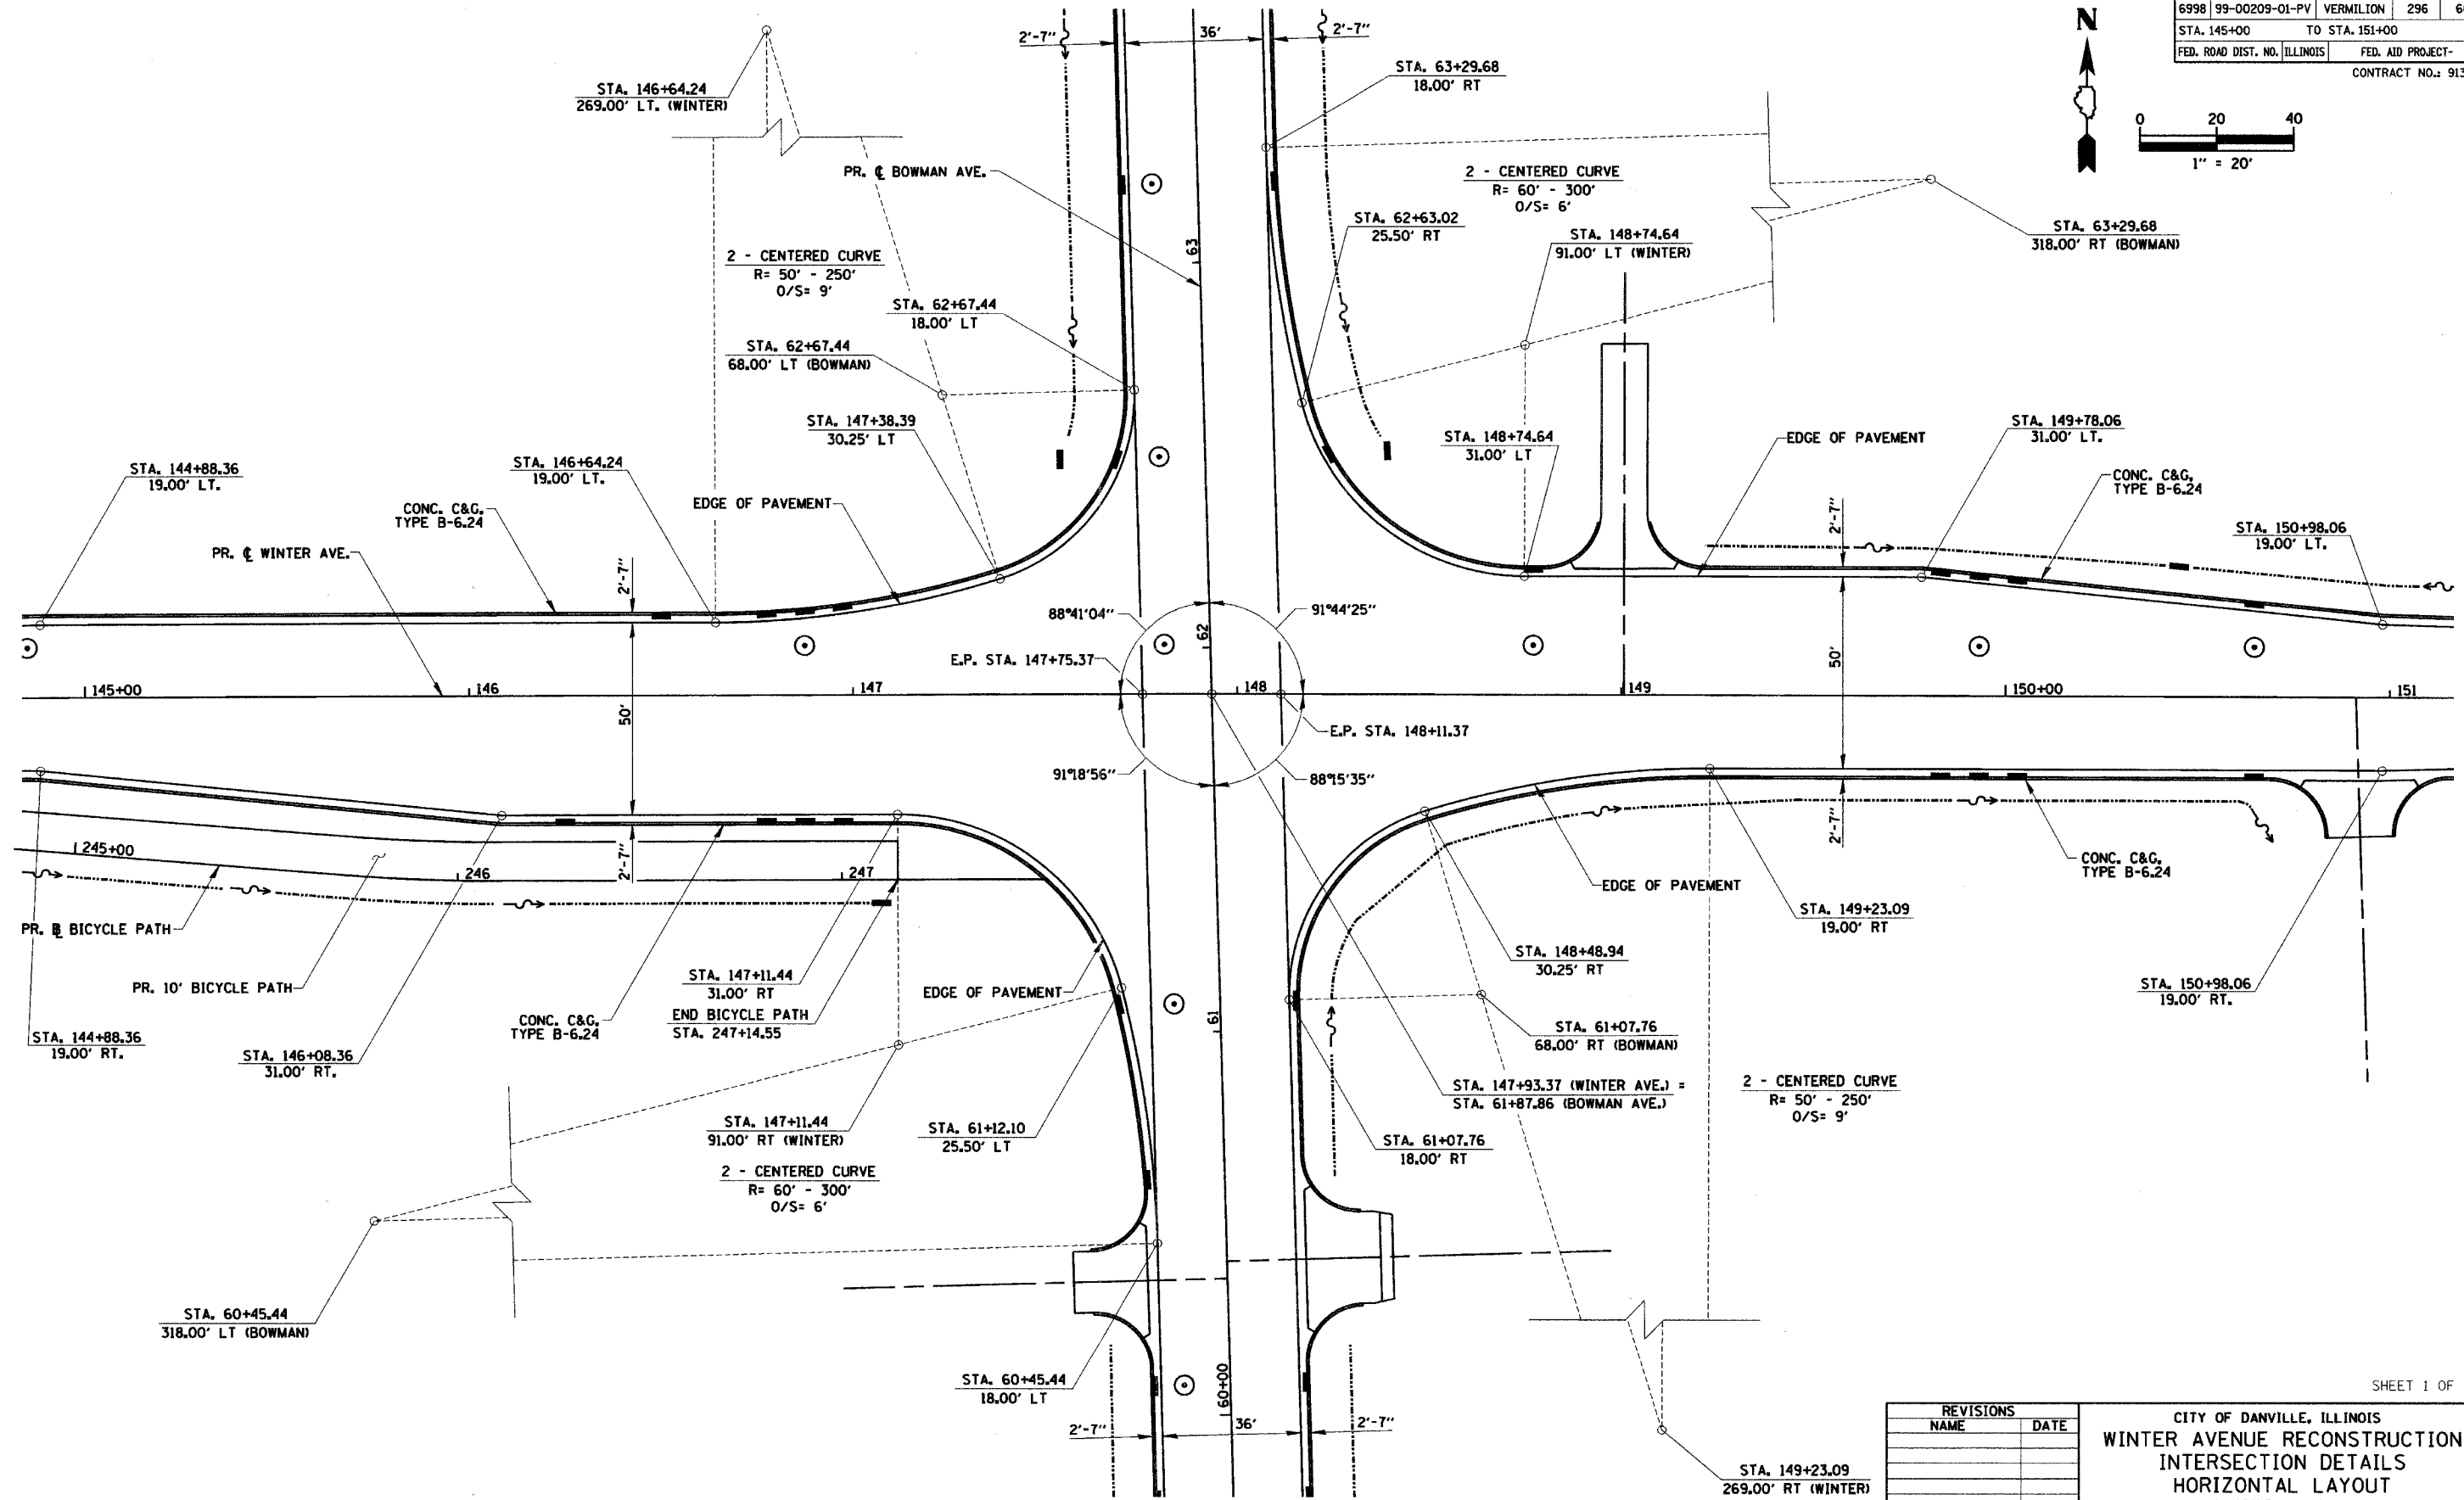 6998 99-00209-01-PV VERMILION 296
STA. 145+00 TO STA. 151+00
FED. ROAD DIST. NO. ILLINOIS FED. AID PROJECT-
CONTRACT NO.: 913
N
0 20 40
1" = 20'
2'-7" 36' 2'-7"
STA. 146+64.24
269.00' LT. (WINTER)
STA. 63+29.68
18.00' RT
PR. ℄ BOWMAN AVE.
2 - CENTERED CURVE
R= 60' - 300'
O/S= 6'
STA. 62+63.02
25.50' RT
STA. 148+74.64
91.00' LT (WINTER)
STA. 63+29.68
318.00' RT (BOWMAN)
63
2 - CENTERED CURVE
R= 50' - 250'
O/S= 9'
STA. 62+67.44
18.00' LT
STA. 62+67.44
68.00' LT (BOWMAN)
STA. 147+38.39
30.25' LT
STA. 148+74.64
31.00' LT
EDGE OF PAVEMENT
STA. 149+78.06
31.00' LT.
STA. 144+88.36
19.00' LT.
STA. 146+64.24
19.00' LT.
CONC. C&G,
TYPE B-6.24
EDGE OF PAVEMENT
CONC. C&G,
TYPE B-6.24
STA. 150+98.06
19.00' LT.
PR. ℄ WINTER AVE.
2'-7"
2'-7"
88°41'04"
91°44'25"
62
E.P. STA. 147+75.37
50'
50'
145+00 146 147 148 149 150+00 151
E.P. STA. 148+11.37
91°18'56"
88°15'35"
2'-7"
2'-7"
245+00 246 247
PR. ⅊ BICYCLE PATH
PR. 10' BICYCLE PATH
EDGE OF PAVEMENT
CONC. C&G,
TYPE B-6.24
STA. 149+23.09
19.00' RT
STA. 148+48.94
30.25' RT
STA. 147+11.44
31.00' RT
EDGE OF PAVEMENT
STA. 150+98.06
19.00' RT.
END BICYCLE PATH
STA. 247+14.55
CONC. C&G,
TYPE B-6.24
61
STA. 144+88.36
19.00' RT.
STA. 146+08.36
31.00' RT.
STA. 61+07.76
68.00' RT (BOWMAN)
STA. 147+93.37 (WINTER AVE.) =
STA. 61+87.86 (BOWMAN AVE.)
2 - CENTERED CURVE
R= 50' - 250'
O/S= 9'
STA. 147+11.44
91.00' RT (WINTER)
STA. 61+12.10
25.50' LT
STA. 61+07.76
18.00' RT
2 - CENTERED CURVE
R= 60' - 300'
O/S= 6'
STA. 60+45.44
318.00' LT (BOWMAN)
STA. 60+45.44
18.00' LT
60+00
2'-7" 36' 2'-7"
STA. 149+23.09
269.00' RT (WINTER)
SHEET 1 OF
REVISIONS
NAME DATE
CITY OF DANVILLE, ILLINOIS
WINTER AVENUE RECONSTRUCTION
INTERSECTION DETAILS
HORIZONTAL LAYOUT